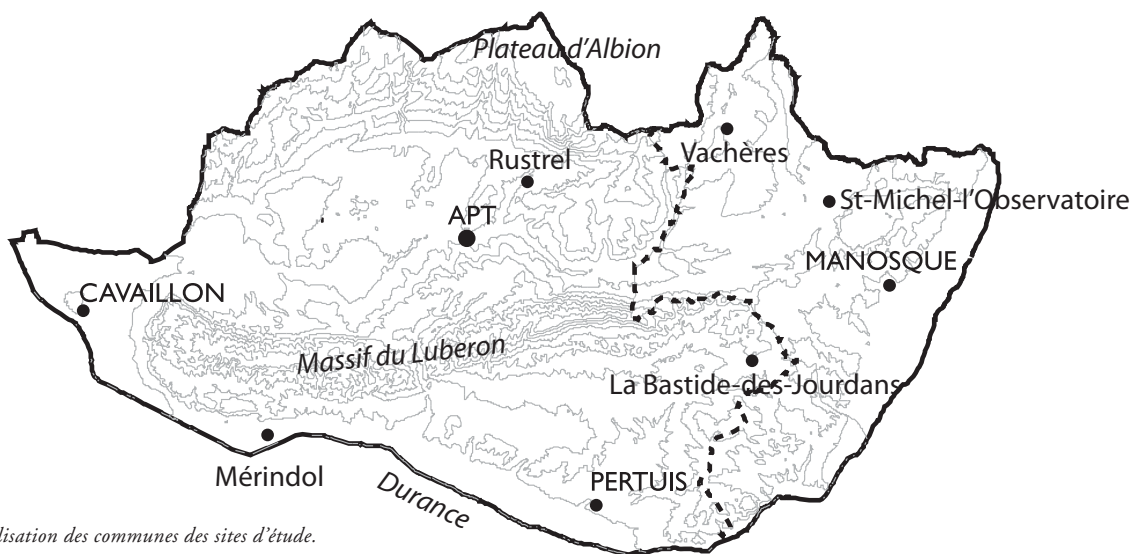 Plateau d'Albion
Vachères
Rustrel
St-Michel-l'Observatoire
APT
MANOSQUE
CAVAILLON
Massif du Luberon
La Bastide-des-Jourdans
Mérindol
PERTUIS
Durance
lisation des communes des sites d'étude.